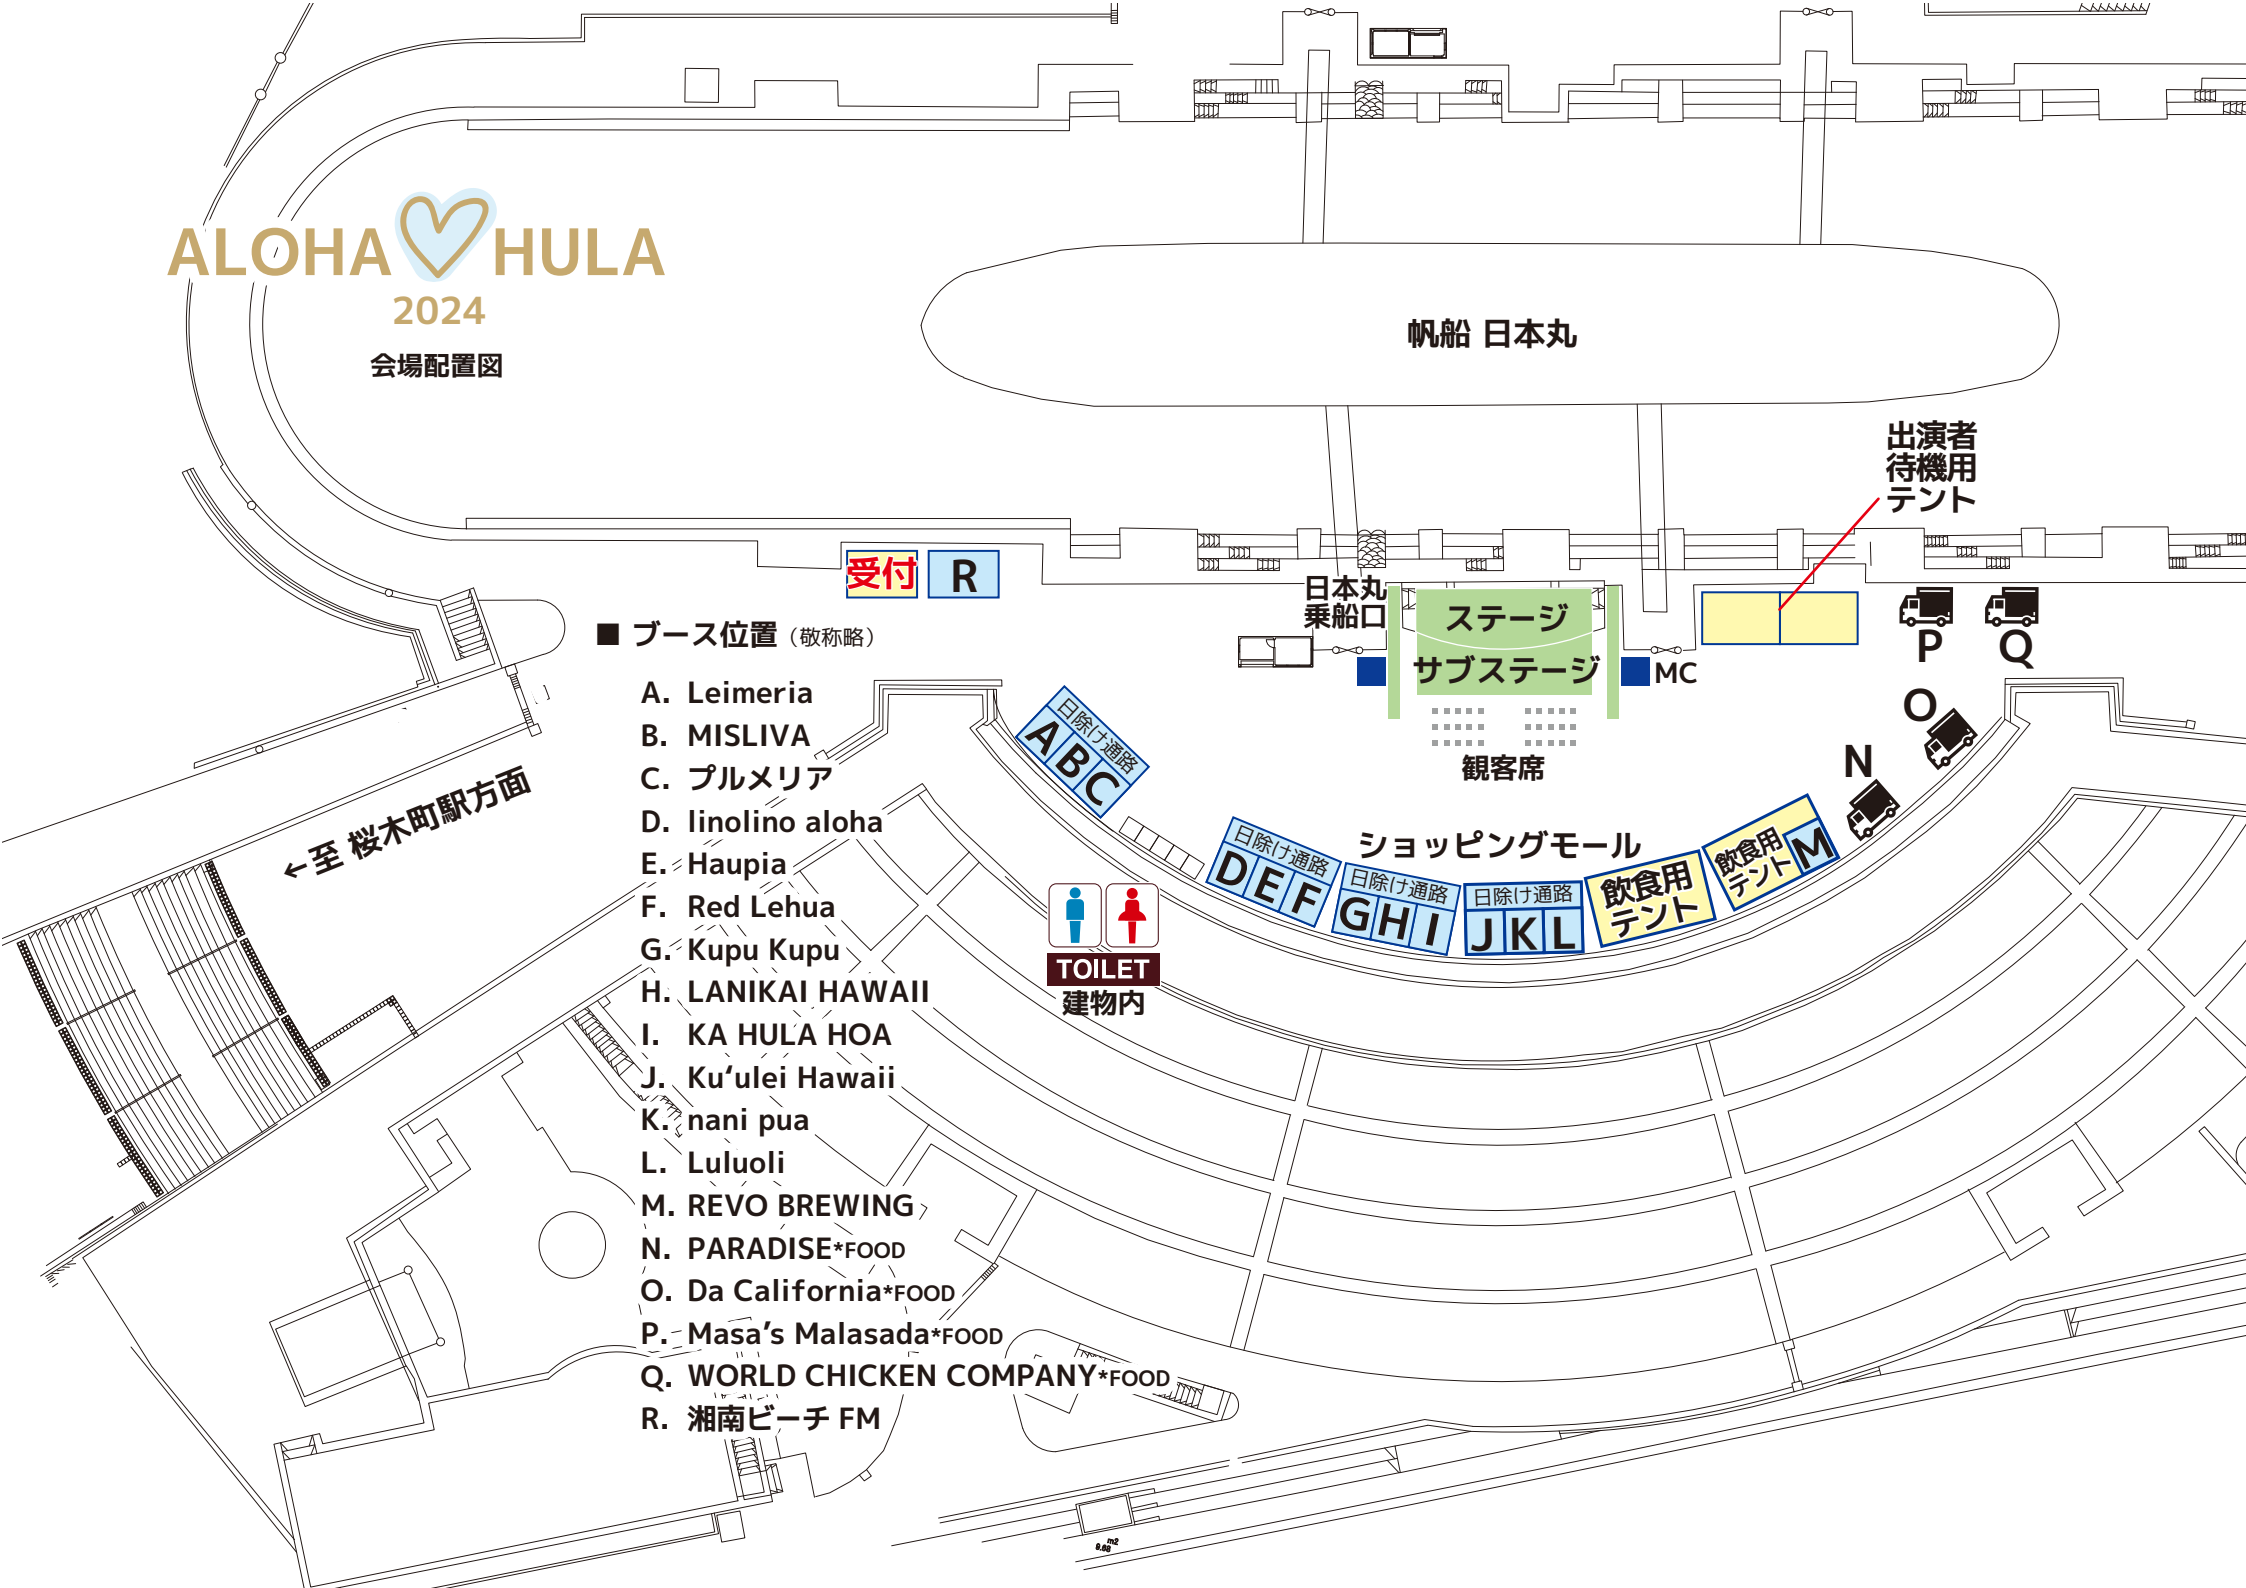 ALOHA HULA
2024
会場配置図
帆船 日本丸
出演者
待機用
テント
受付
R
日本丸
乗船口
ステージ
サブステージ
MC
P
Q
O
N
観客席
ショッピングモール
日除け通路
A B C
日除け通路
D E F
日除け通路
G H I
日除け通路
J K L
飲食用
テント
飲食用
テント
M
TOILET
建物内
←至 桜木町駅方面
■ ブース位置（敬称略）
A. Leimeria
B. MISLIVA
C. プルメリア
D. linolino aloha
E. Haupia
F. Red Lehua
G. Kupu Kupu
H. LANIKAI HAWAII
I. KA HULA HOA
J. Ku‘ulei Hawaii
K. nani pua
L. Luluoli
M. REVO BREWING
N. PARADISE*FOOD
O. Da California*FOOD
P. Masa’s Malasada*FOOD
Q. WORLD CHICKEN COMPANY*FOOD
R. 湘南ビーチ FM
m2
9.68